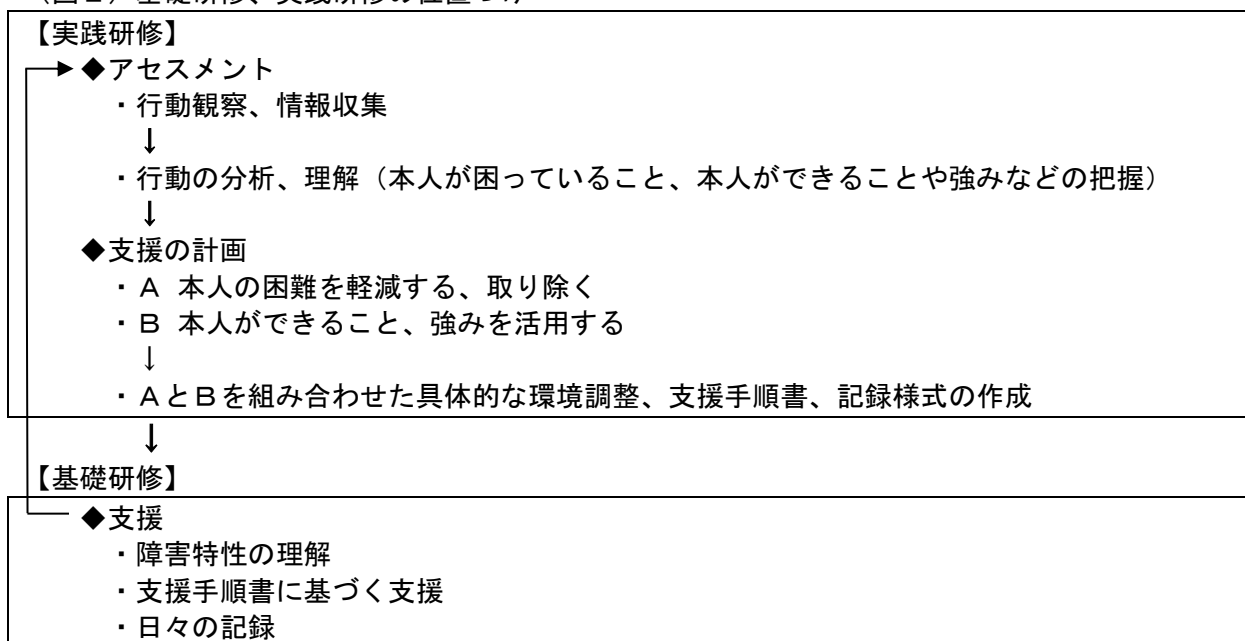 【実践研修】
◆アセスメント
・行動観察、情報収集
↓
・行動の分析、理解（本人が困っていること、本人ができることや強みなどの把握）
↓
◆支援の計画
・Ａ 本人の困難を軽減する、取り除く
・Ｂ 本人ができること、強みを活用する
↓
・ＡとＢを組み合わせた具体的な環境調整、支援手順書、記録様式の作成
↓
【基礎研修】
◆支援
・障害特性の理解
・支援手順書に基づく支援
・日々の記録